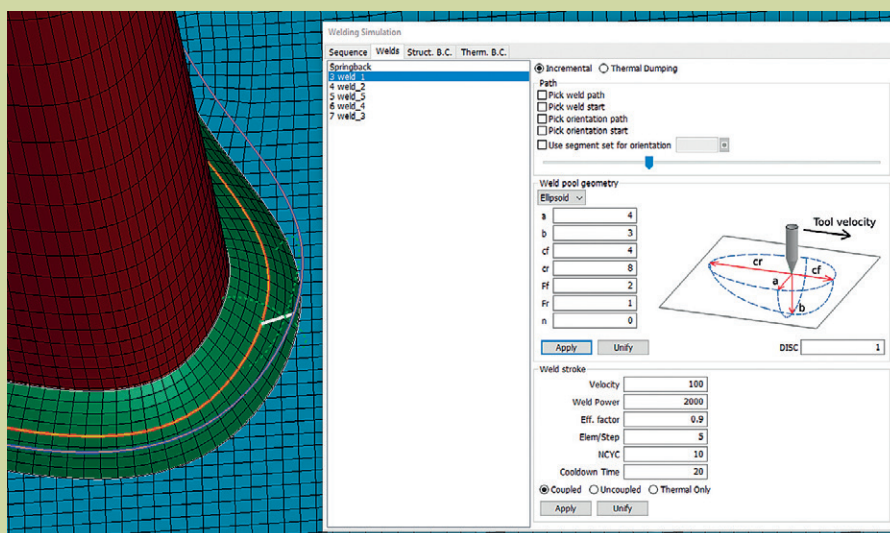 Welding Simulation
Sequence Welds Struct. B.C. Therm. B.C.
Springback
3 weld_1
4 weld_2
5 weld_5
6 weld_4
7 weld_3
Incremental Thermal Dumping
Path
Pick weld path
Pick weld start
Pick orientation path
Pick orientation start
Use segment set for orientation
Weld pool geometry
Ellipsoid
a 4
b 3
cf 4
cr 8
Ff 2
Fr 1
n 0
Tool velocity
cr
cf
a
b
Apply Unify
DISC 1
Weld stroke
Velocity 100
Weld Power 2000
Eff. factor 0.9
Elem/Step 5
NCYC 10
Cooldown Time 20
Coupled Uncoupled Thermal Only
Apply Unify